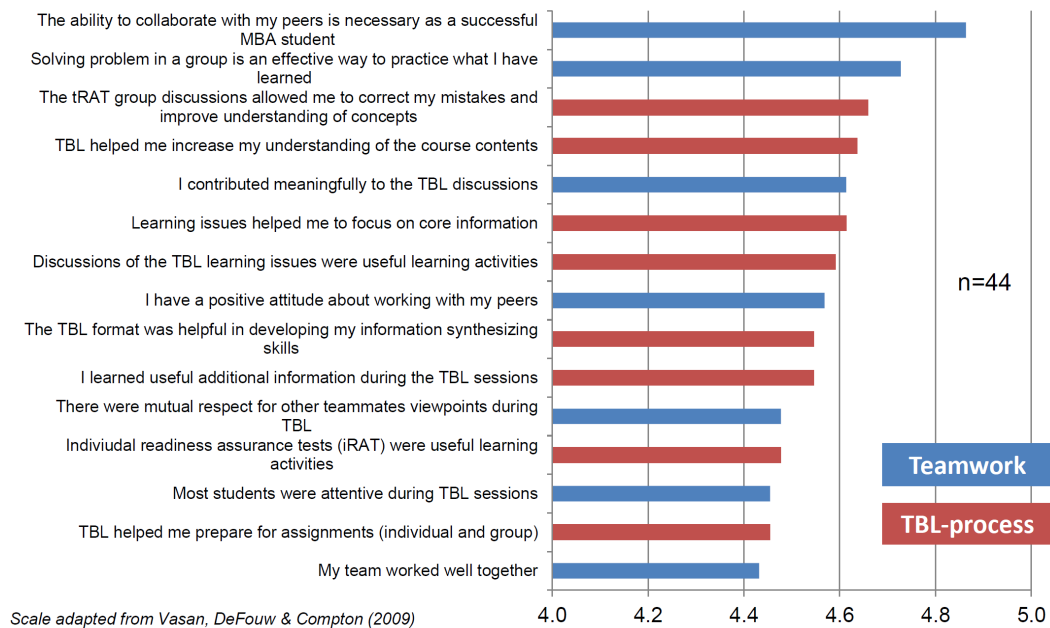 The ability to collaborate with my peers is necessary as a successful
MBA student
Solving problem in a group is an effective way to practice what I have
learned
The tRAT group discussions allowed me to correct my mistakes and
improve understanding of concepts
TBL helped me increase my understanding of the course contents
I contributed meaningfully to the TBL discussions
Learning issues helped me to focus on core information
Discussions of the TBL learning issues were useful learning activities
I have a positive attitude about working with my peers
n=44
The TBL format was helpful in developing my information synthesizing
skills
I learned useful additional information during the TBL sessions
There were mutual respect for other teammates viewpoints during
TBL
Indiviudal readiness assurance tests (iRAT) were useful learning
activities
Most students were attentive during TBL sessions
TBL helped me prepare for assignments (individual and group)
My team worked well together
Teamwork
TBL-process
4.0 4.2 4.4 4.6 4.8 5.0
Scale adapted from Vasan, DeFouw & Compton (2009)